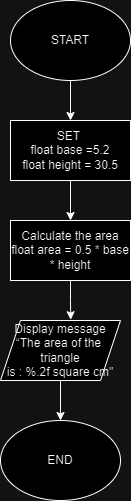 START
SET
float base =5.2
float height = 30.5
Calculate the area
float area = 0.5 * base
* height
Display message
“The area of the
triangle
is : %.2f square cm"
END